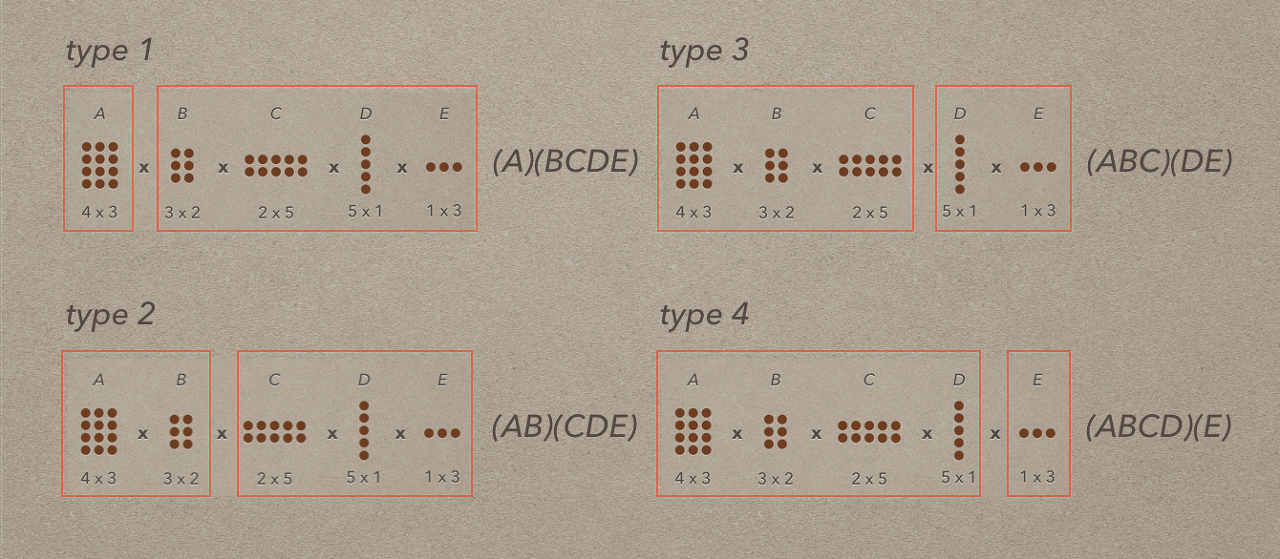 type 1
A B C D E
x x x x
4 x 3 3 x 2 2 x 5 5 x 1 1 x 3
(A)(BCDE)
type 3
A B C D E
x x x x
4 x 3 3 x 2 2 x 5 5 x 1 1 x 3
(ABC)(DE)
type 2
A B C D E
x x x x
4 x 3 3 x 2 2 x 5 5 x 1 1 x 3
(AB)(CDE)
type 4
A B C D E
x x x x
4 x 3 3 x 2 2 x 5 5 x 1 1 x 3
(ABCD)(E)